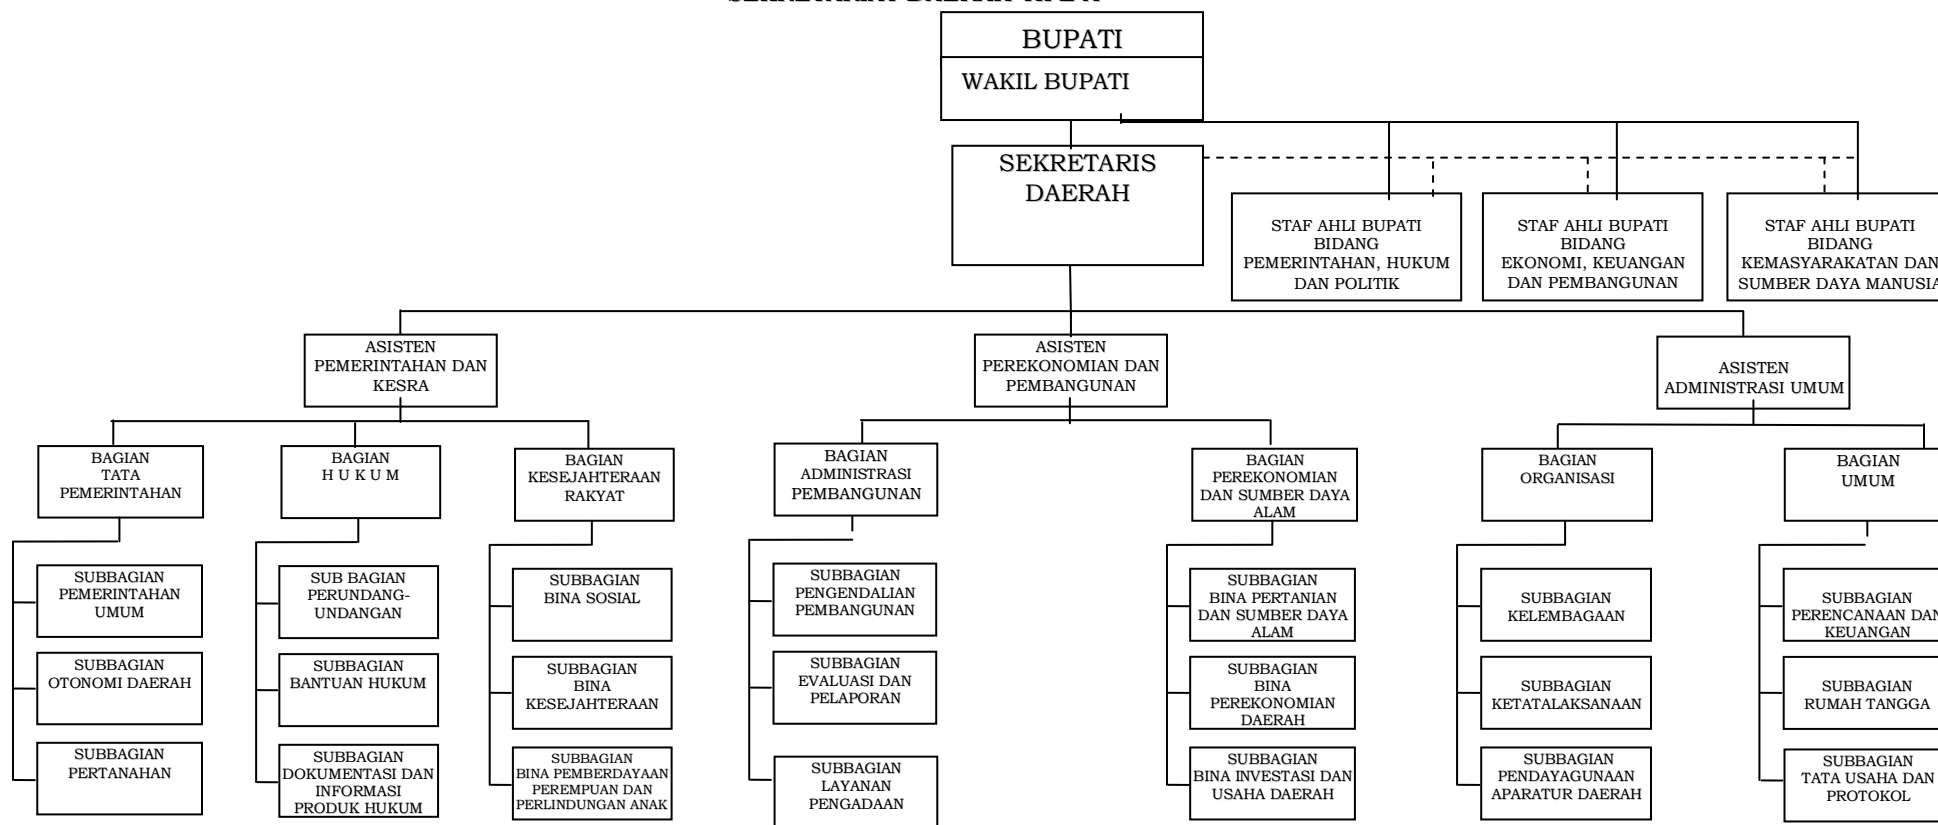 BUPATI
WAKIL BUPATI
SEKRETARIS
DAERAH
STAF AHLI BUPATI
BIDANG
PEMERINTAHAN, HUKUM
DAN POLITIK
STAF AHLI BUPATI
BIDANG
EKONOMI, KEUANGAN
DAN PEMBANGUNAN
STAF AHLI BUPATI
BIDANG
KEMASYARAKATAN DAN
SUMBER DAYA MANUSIA
ASISTEN
PEMERINTAHAN DAN
KESRA
ASISTEN
PEREKONOMIAN DAN
PEMBANGUNAN
ASISTEN
ADMINISTRASI UMUM
BAGIAN
TATA
PEMERINTAHAN
BAGIAN
H U K U M
BAGIAN
KESEJAHTERAAN
RAKYAT
BAGIAN
ADMINISTRASI
PEMBANGUNAN
BAGIAN
PEREKONOMIAN
DAN SUMBER DAYA
ALAM
BAGIAN
ORGANISASI
BAGIAN
UMUM
SUBBAGIAN
PEMERINTAHAN
UMUM
SUB BAGIAN
PERUNDANG-
UNDANGAN
SUBBAGIAN
BINA SOSIAL
SUBBAGIAN
PENGENDALIAN
PEMBANGUNAN
SUBBAGIAN
BINA PERTANIAN
DAN SUMBER DAYA
ALAM
SUBBAGIAN
KELEMBAGAAN
SUBBAGIAN
PERENCANAAN DAN
KEUANGAN
SUBBAGIAN
OTONOMI DAERAH
SUBBAGIAN
BANTUAN HUKUM
SUBBAGIAN
BINA
KESEJAHTERAAN
SUBBAGIAN
EVALUASI DAN
PELAPORAN
SUBBAGIAN
BINA
PEREKONOMIAN
DAERAH
SUBBAGIAN
KETATALAKSANAAN
SUBBAGIAN
RUMAH TANGGA
SUBBAGIAN
PERTANAHAN
SUBBAGIAN
DOKUMENTASI DAN
INFORMASI
PRODUK HUKUM
SUBBAGIAN
BINA PEMBERDAYAAN
PEREMPUAN DAN
PERLINDUNGAN ANAK
SUBBAGIAN
LAYANAN
PENGADAAN
SUBBAGIAN
BINA INVESTASI DAN
USAHA DAERAH
SUBBAGIAN
PENDAYAGUNAAN
APARATUR DAERAH
SUBBAGIAN
TATA USAHA DAN
PROTOKOL